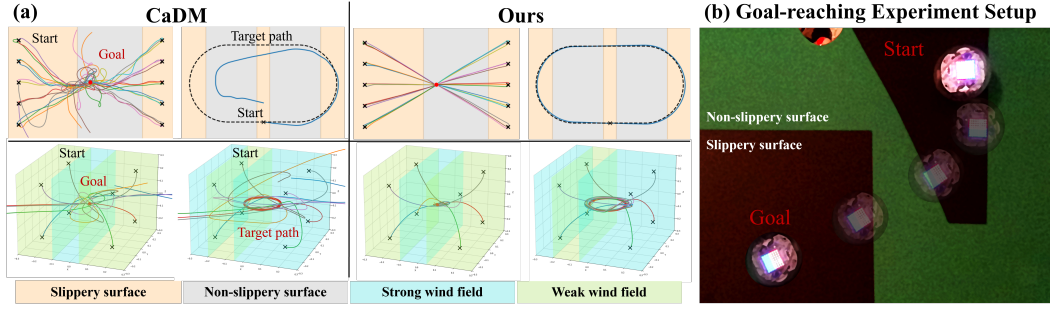 (a)
CaDM
Ours
(b) Goal-reaching Experiment Setup
Start
Goal
Target path
Start
Start
Goal
Start
Target path
Slippery surface
Non-slippery surface
Strong wind field
Weak wind field
Start
Non-slippery surface
Slippery surface
Goal